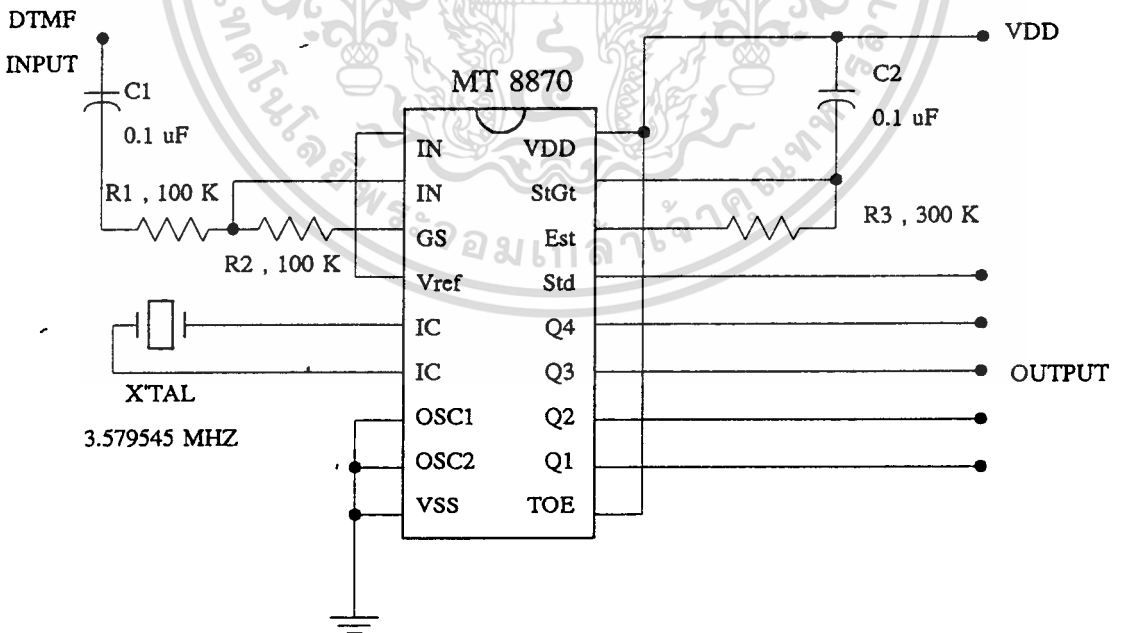 DTMF
INPUT
C1
0.1 uF
R1 , 100 K
R2 , 100 K
X'TAL
3.579545 MHZ
MT 8870
IN
IN
GS
Vref
IC
IC
OSC1
OSC2
VSS
VDD
StGt
Est
Std
Q4
Q3
Q2
Q1
TOE
VDD
C2
0.1 uF
R3 , 300 K
OUTPUT